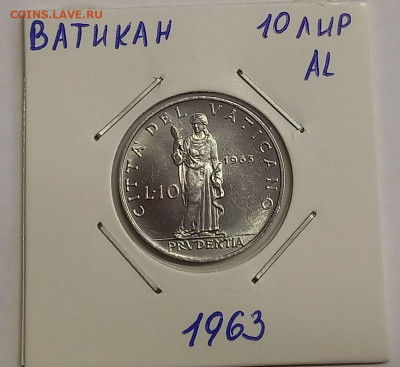 COINS.LAVE.RU
ВАТИКАН 10 ЛИР
AL
CITTA' DEL VATICANO
1963
L.10
PRVDENTIA
1963